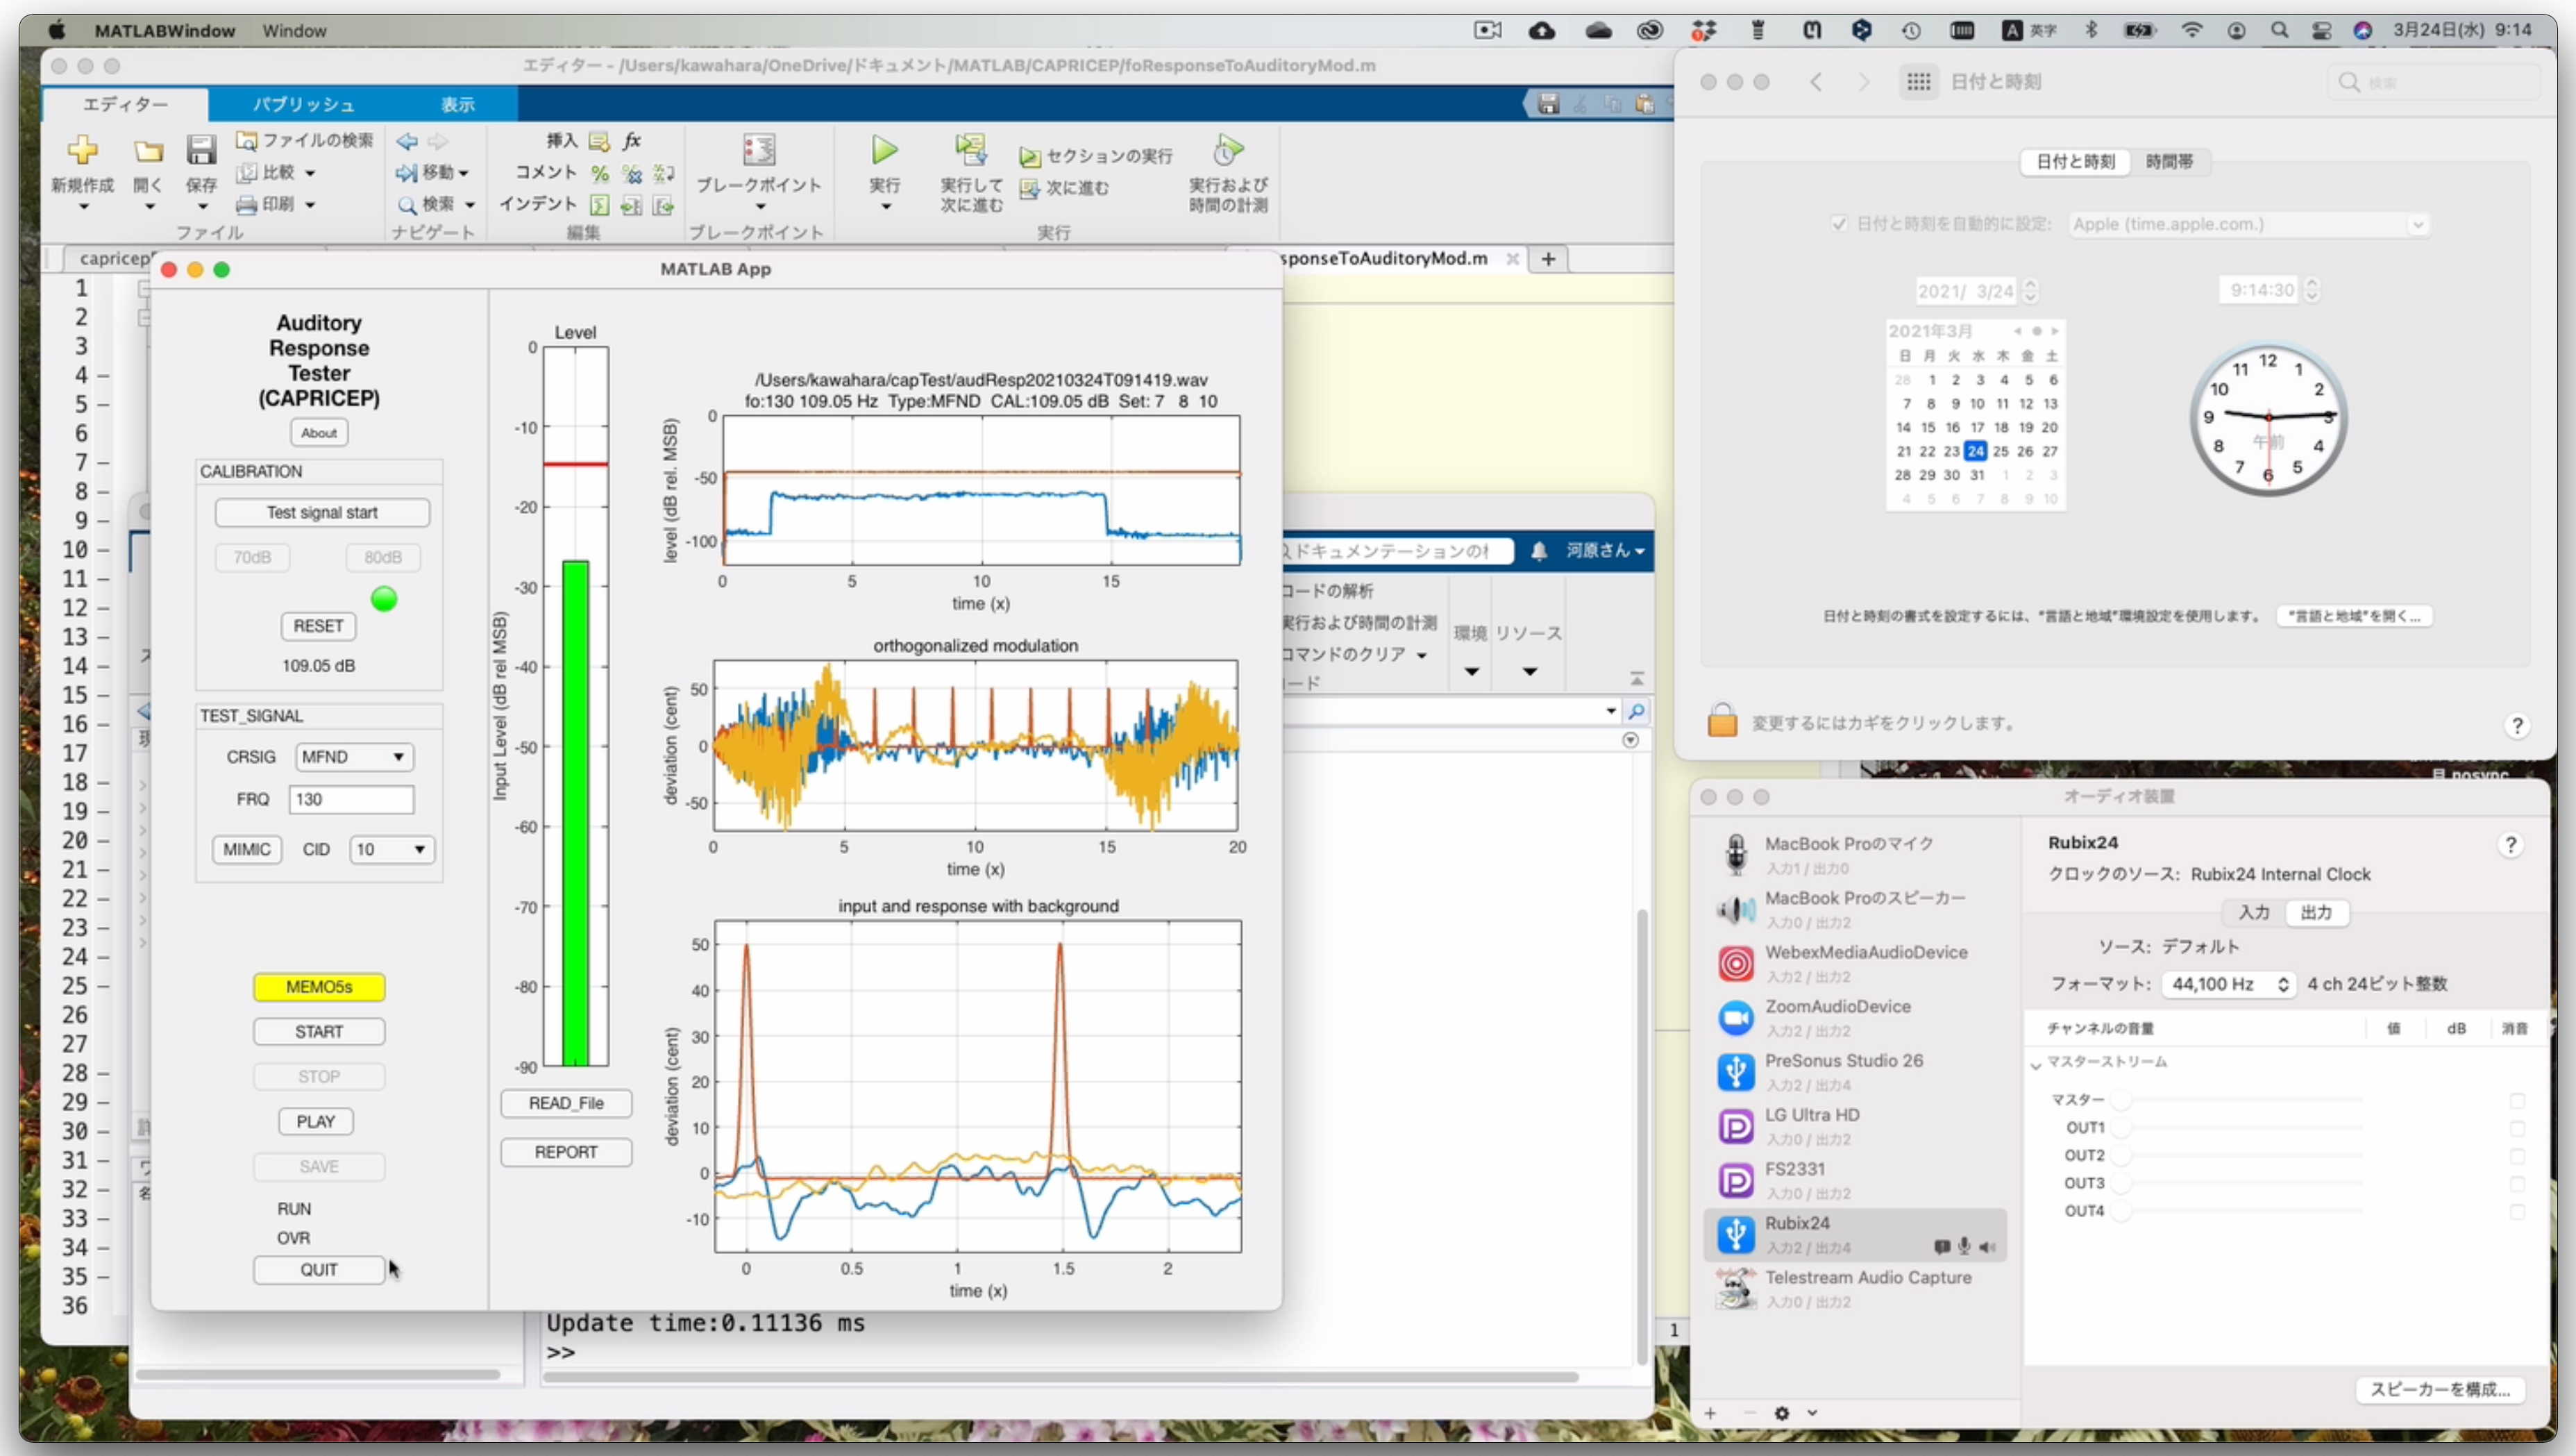 MATLABWindow Window
A 英字 3月24日(水) 9:14
エディター - /Users/kawahara/OneDrive/ドキュメント/MATLAB/CAPRICEP/foResponseToAuditoryMod.m
エディター パブリッシュ 表示
新規作成 開く 保存
ファイルの検索
比較
印刷
ファイル
移動
検索
ナビゲート
挿入 fx
コメント
インデント
編集
ブレークポイント
ブレークポイント
実行
実行して
次に進む
セクションの実行
次に進む
実行および
時間の計測
実行
sponseToAuditoryMod.m
1
2
3
4
5
6
7
8
9
10
11
12
13
14
15
16
17
18
19
20
21
22
23
24
25
26
27
28
29
30
31
32
33
34
35
36
MATLAB App
Auditory
Response
Tester
(CAPRICEP)
About
CALIBRATION
Test signal start
70dB 80dB
RESET
109.05 dB
TEST_SIGNAL
CRSIG MFND
FRQ 130
MIMIC CID 10
MEMO5s
START
STOP
PLAY
SAVE
RUN
OVR
QUIT
Level
Input Level (dB rel MSB)
0
-10
-20
-30
-40
-50
-60
-70
-80
-90
READ_File
REPORT
/Users/kawahara/capTest/audResp20210324T091419.wav
fo:130 109.05 Hz Type:MFND CAL:109.05 dB Set: 7 8 10
level (dB rel. MSB)
0
-50
-100
0 5 10 15
time (x)
orthogonalized modulation
deviation (cent)
50
0
-50
0 5 10 15 20
time (x)
input and response with background
deviation (cent)
50
40
30
20
10
0
-10
0 0.5 1 1.5 2
time (x)
河原さん
コードの解析
実行および時間の計測
コマンドのクリア
環境 リソース
Update time:0.11136 ms
>>
1
日付と時刻
検索
日付と時刻 時間帯
日付と時刻を自動的に設定: Apple (time.apple.com.)
2021/ 3/24
9:14:30
2021年3月
日 月 火 水 木 金 土
28 1 2 3 4 5 6
7 8 9 10 11 12 13
14 15 16 17 18 19 20
21 22 23 24 25 26 27
28 29 30 31 1 2 3
4 5 6 7 8 9 10
12 1 2 3 4 5 6 7 8 9 10 11
午前
日付と時刻の書式を設定するには、"言語と地域"環境設定を使用します。 "言語と地域"を開く...
変更するにはカギをクリックします。
?
nosync
オーディオ装置
MacBook Proのマイク
入力1 / 出力0
MacBook Proのスピーカー
入力0 / 出力2
WebexMediaAudioDevice
入力2 / 出力2
ZoomAudioDevice
入力2 / 出力2
PreSonus Studio 26
入力2 / 出力4
LG Ultra HD
入力0 / 出力2
FS2331
入力0 / 出力2
Rubix24
入力2 / 出力4
Telestream Audio Capture
入力0 / 出力2
Rubix24
?
クロックのソース: Rubix24 Internal Clock
入力 出力
ソース: デフォルト
フォーマット: 44,100 Hz 4 ch 24ビット整数
チャンネルの音量 値 dB 消音
マスターストリーム
マスター
OUT1
OUT2
OUT3
OUT4
スピーカーを構成...